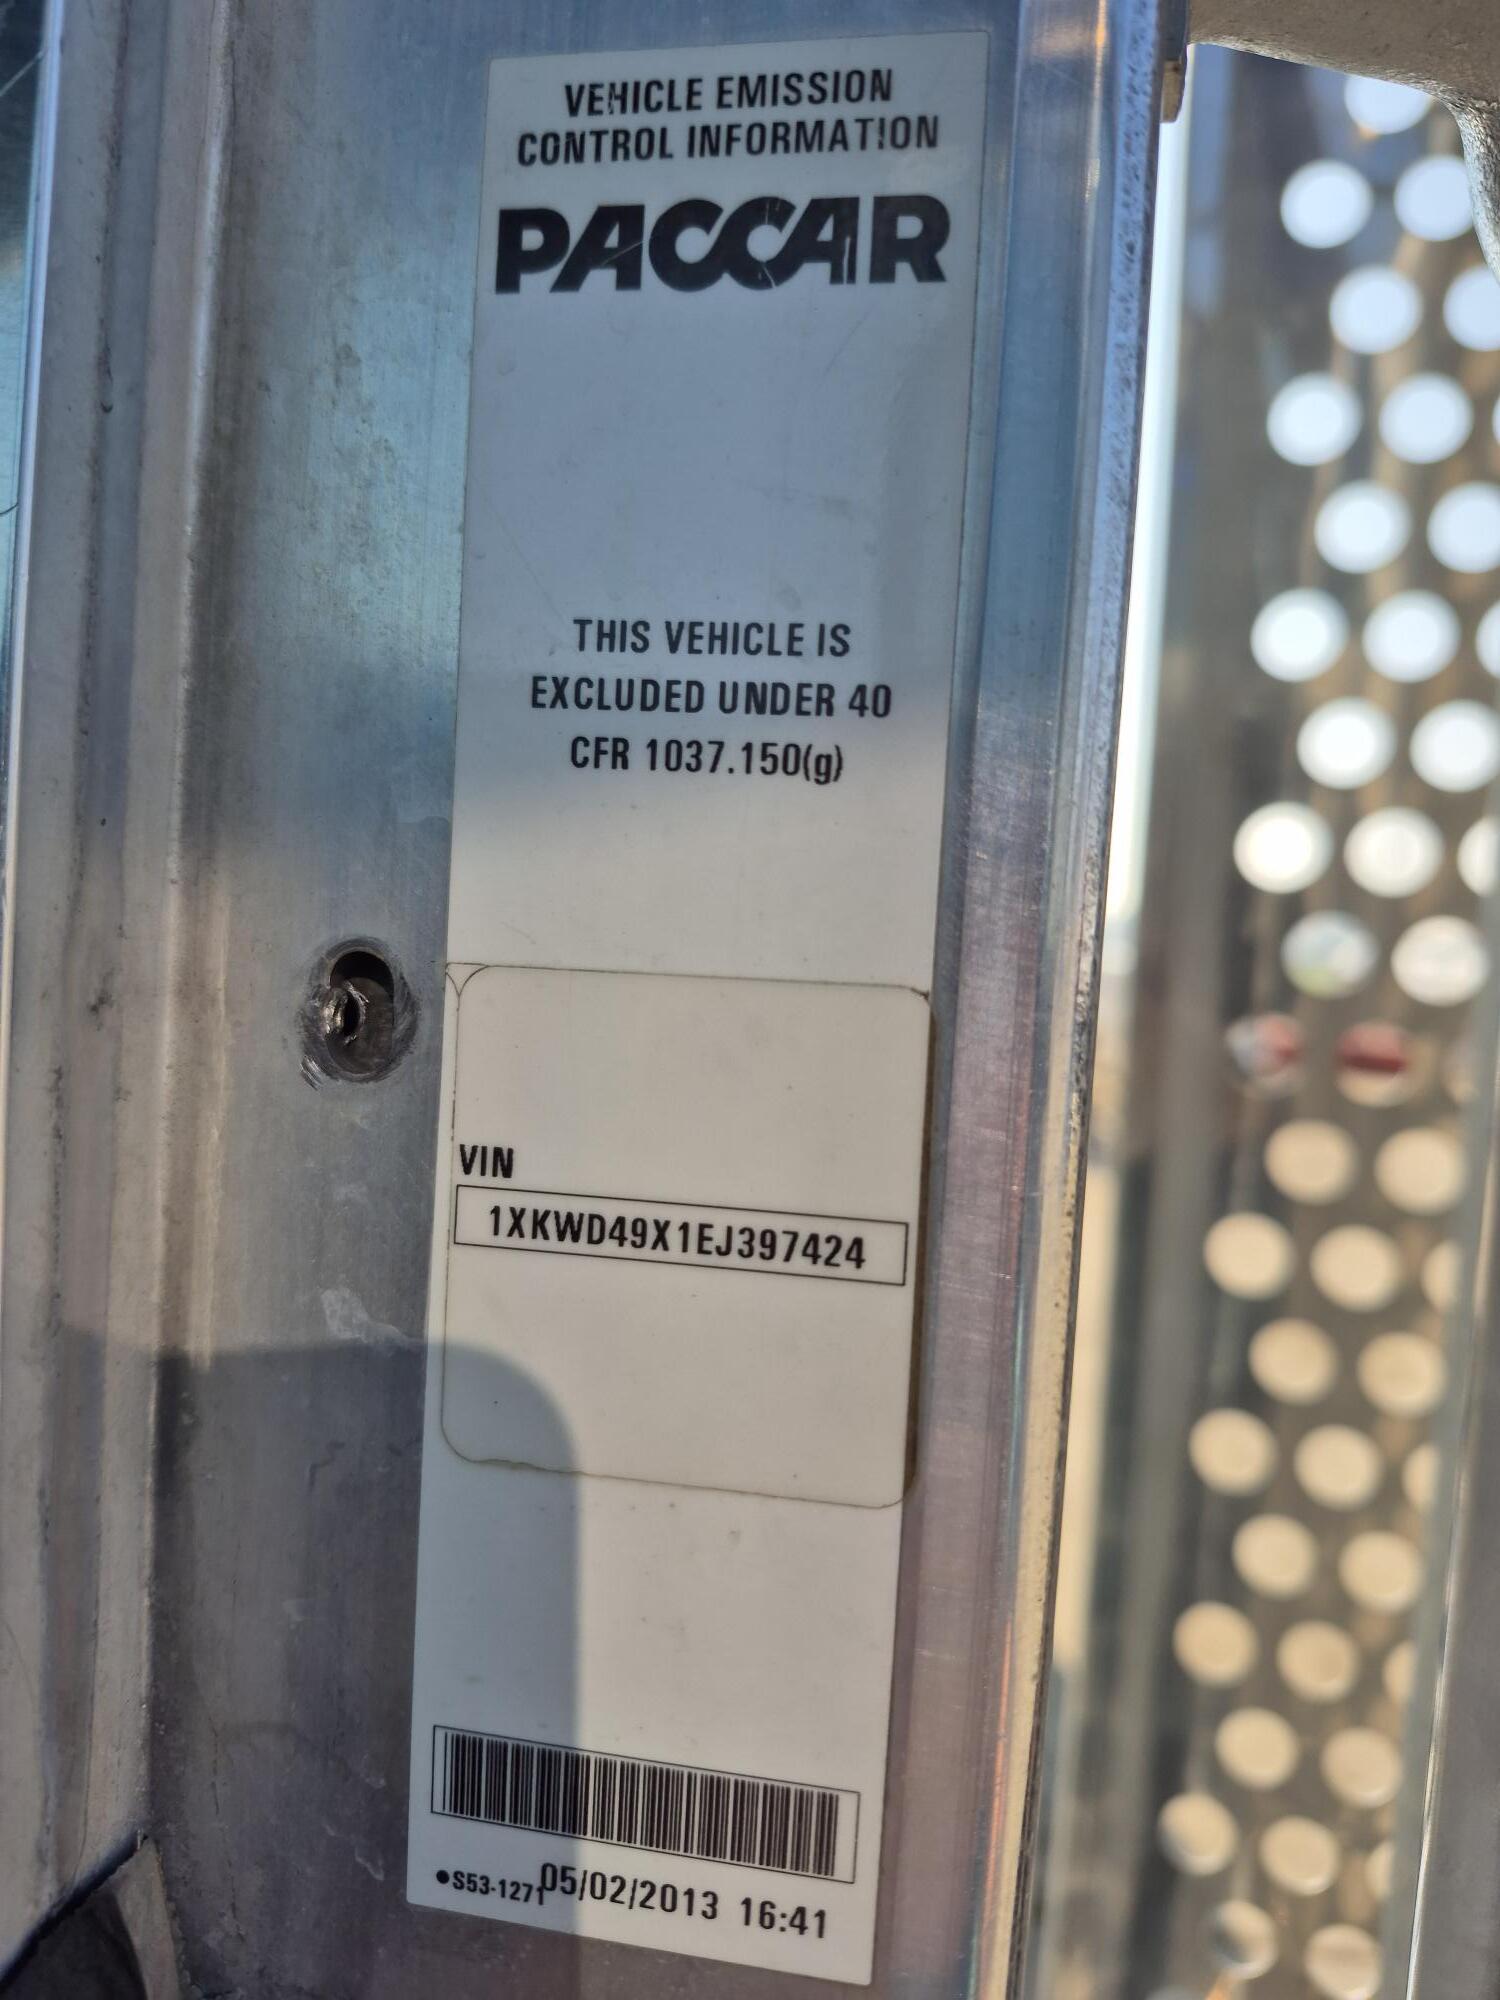 VEHICLE EMISSION
CONTROL INFORMATION
PACCAR
THIS VEHICLE IS
EXCLUDED UNDER 40
CFR 1037.150(g)
VIN
1XKWD49X1EJ397424
•S53-1271 05/02/2013 16:41